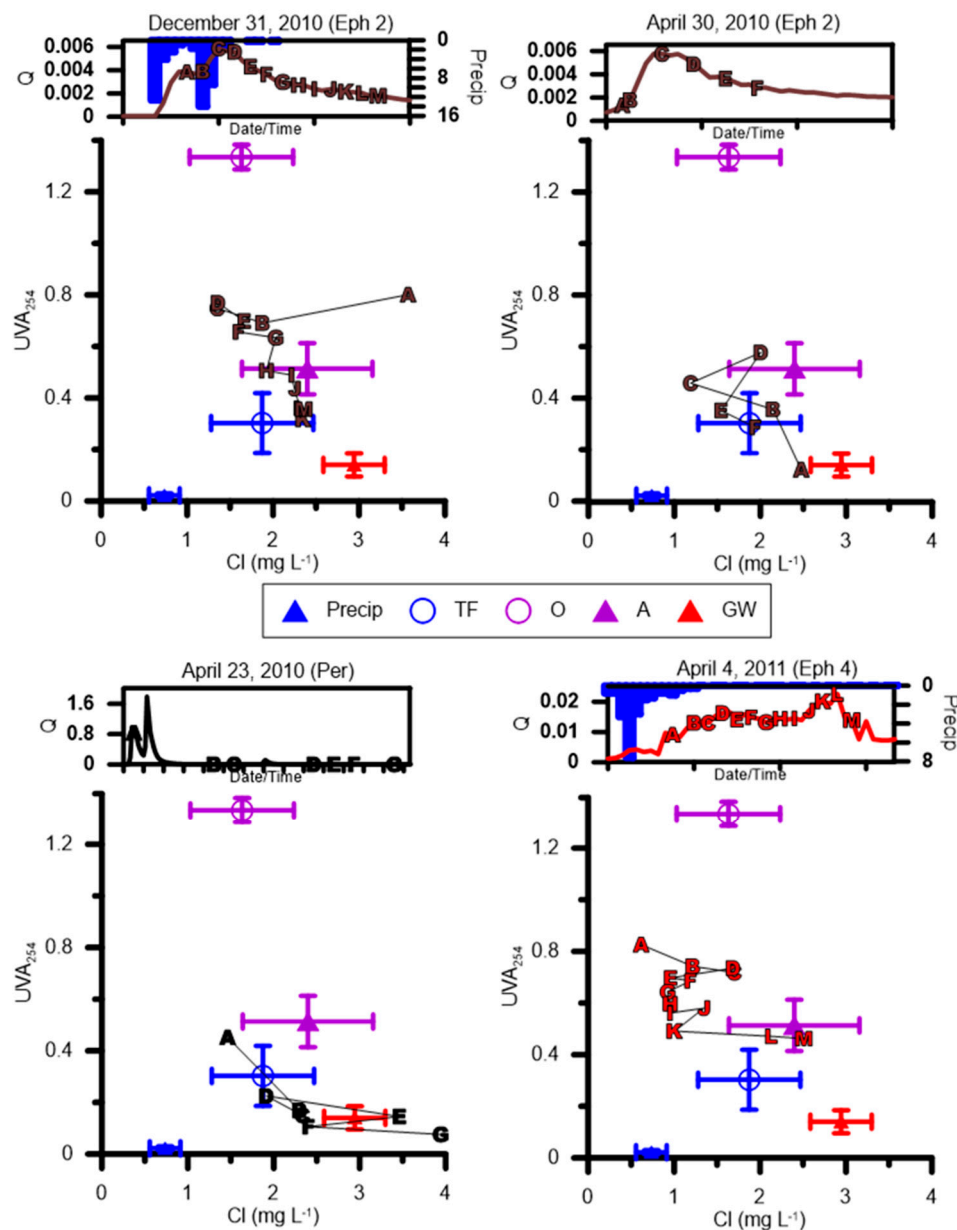 December 31, 2010 (Eph 2)
0.006
0.004
0.002
0
Q
0
8
16
Precip
A B C D E F G H I J K L M
Date/Time
1.2
0.8
0.4
0
UVA254
D A F B G H I J M K
0 1 2 3 4
Cl (mg L-1)
April 30, 2010 (Eph 2)
0.006
0.004
0.002
0
Q
A B C D E F
Date/Time
1.2
0.8
0.4
0
UVA254
D C B E F A
0 1 2 3 4
Cl (mg L-1)
Precip TF O A GW
April 23, 2010 (Per)
1.6
0.8
0
Q
B C D E F G
Date/Time
1.2
0.8
0.4
0
UVA254
A D E F G
0 1 2 3 4
Cl (mg L-1)
April 4, 2011 (Eph 4)
0.02
0.01
0
Q
0
8
Precip
A B C D E F G H I J K L M
Date/Time
1.2
0.8
0.4
0
UVA254
A B D E F G H I J K L M
0 1 2 3 4
Cl (mg L-1)